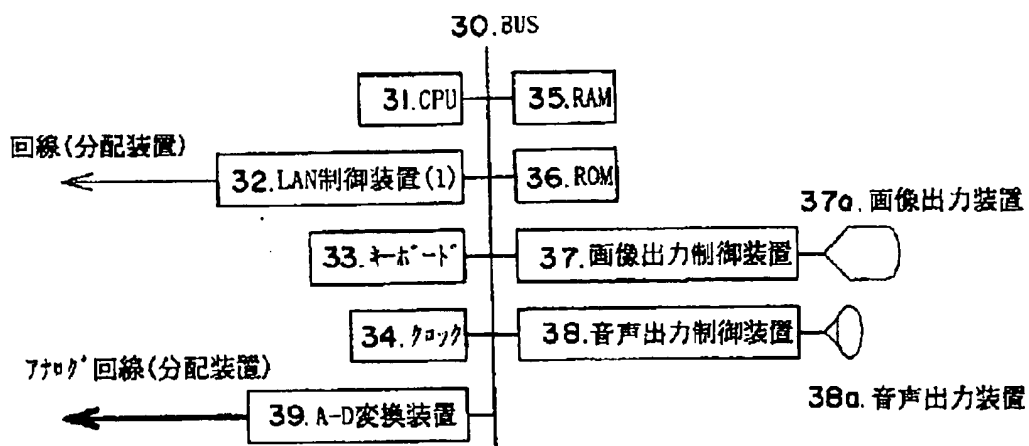 30.BUS
31.CPU
35.RAM
回線(分配装置)
32.LAN制御装置(1)
36.ROM
37a.画像出力装置
33.キーボード
37.画像出力制御装置
34.クロック
38.音声出力制御装置
アナログ回線(分配装置)
39.A-D変換装置
38a.音声出力装置